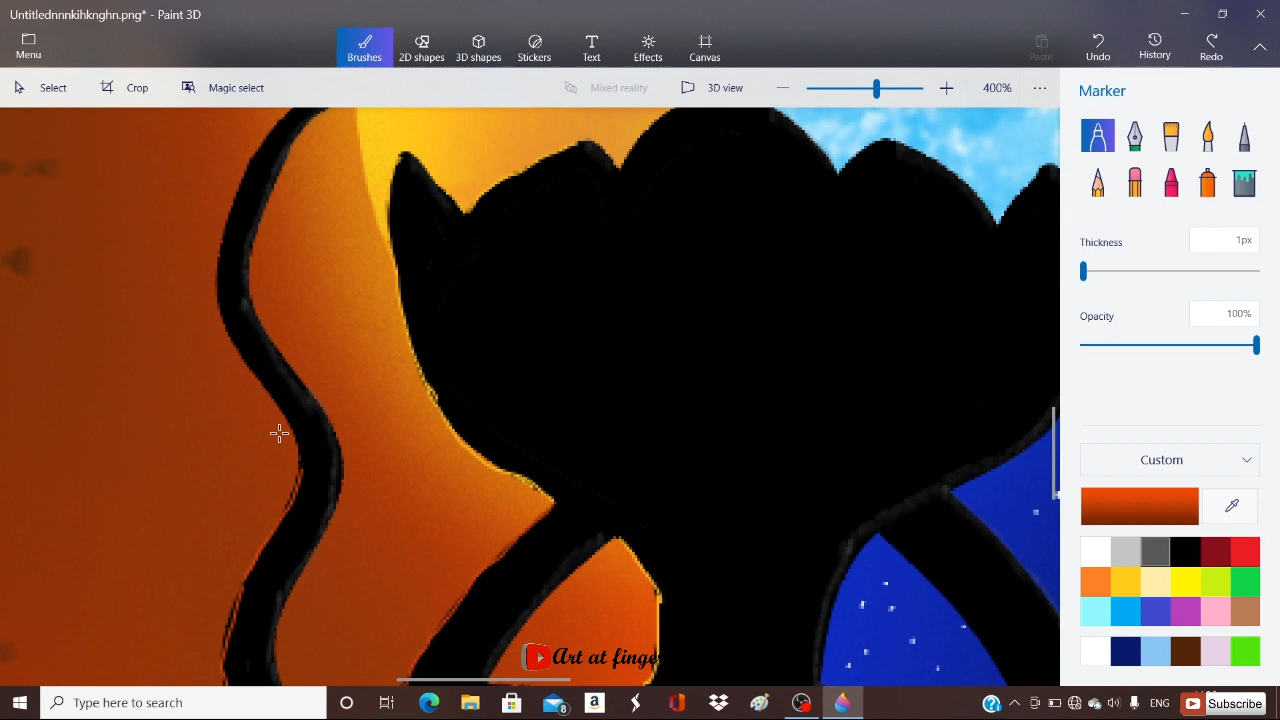 Untitlednnnkihknghn.png* - Paint 3D
Menu
Brushes
2D shapes
3D shapes
Stickers
Text
Effects
Canvas
Paste
Undo
History
Redo
Select
Crop
Magic select
Mixed reality
3D view
400%
Marker
Thickness
1px
Opacity
100%
Custom
Art at finge
Type here to search
8
a
ENG
Subscribe